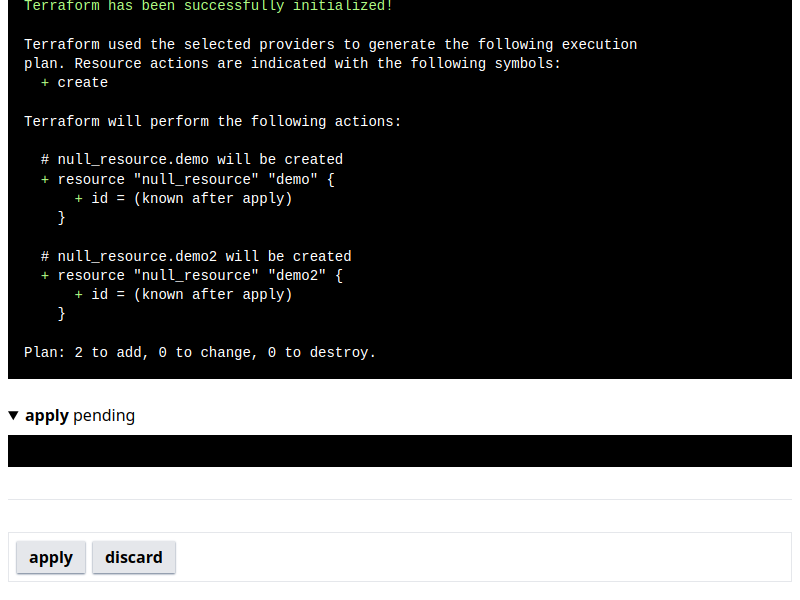 Terraform has been successfully initialized!
Terraform used the selected providers to generate the following execution
plan. Resource actions are indicated with the following symbols:
+ create
Terraform will perform the following actions:
# null_resource.demo will be created
+ resource "null_resource" "demo" {
+ id = (known after apply)
}
# null_resource.demo2 will be created
+ resource "null_resource" "demo2" {
+ id = (known after apply)
}
Plan: 2 to add, 0 to change, 0 to destroy.
apply pending
apply discard